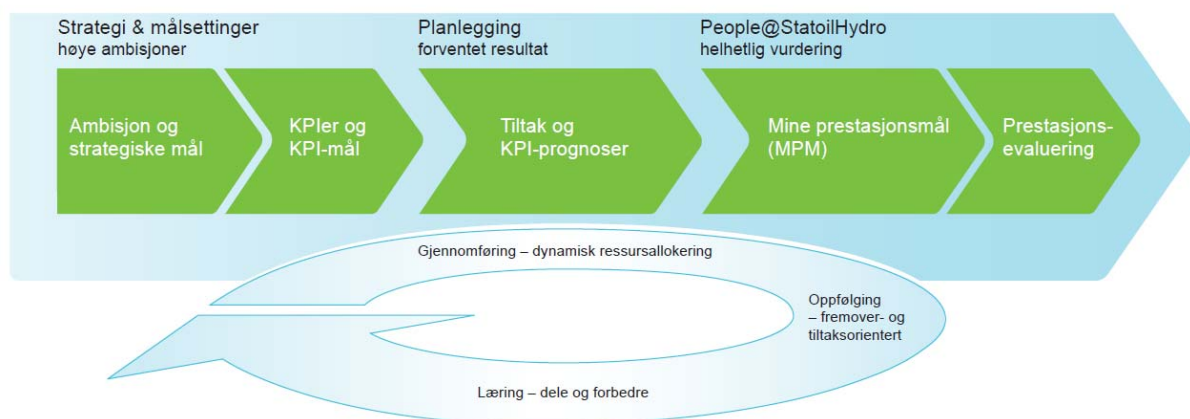 Strategi & målsettinger
høye ambisjoner
Planlegging
forventet resultat
People@StatoilHydro
helhetlig vurdering
Ambisjon og
strategiske mål
KPIer og
KPI-mål
Tiltak og
KPI-prognoser
Mine prestasjonsmål
(MPM)
Prestasjons-
evaluering
Gjennomføring – dynamisk ressursallokering
Oppfølging
– fremover- og
tiltaksorientert
Læring – dele og forbedre